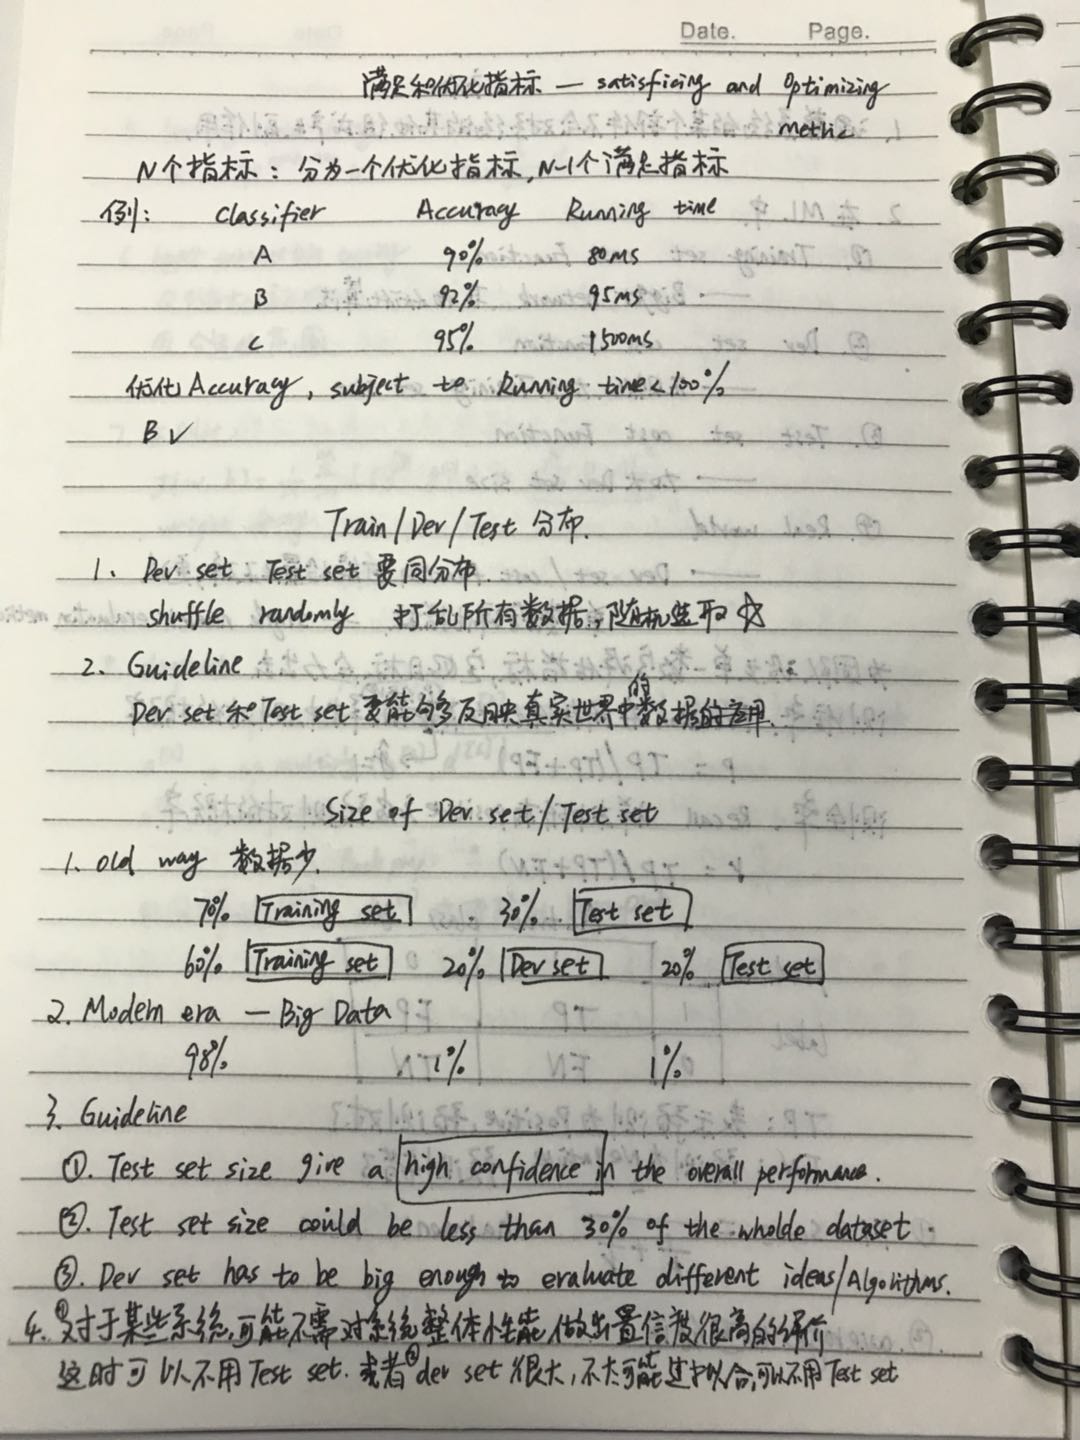 Date. Page.
满足和优化指标 — satisficing and Optimizing
metric
N个指标：分为一个优化指标,N-1个满足指标
例: Classifier Accuracy Running time
A 90% 80ms
B 92% 95ms
C 95% 1500ms
优化Accuracy, subject to Running time<100%
B ✓
Train/Dev/Test 分布.
1. Dev set Test set 要同分布.
shuffle randomly 打乱所有数据,随机选取☆
2. Guideline
Dev set 和Test set 要能够反映真实世界中的数据的应用.
Size of Dev set/Test set
1. old way 数据少.
70% Training set . 30% Test set
60% Training set 20% Dev set 20% Test set
2. Modern era — Big Data
98% 1% 1%
3. Guideline
①. Test set size give a high confidence in the overall performance.
②. Test set size could be less than 30% of the wholde dataset.
③. Dev set has to be big enough to evaluate different ideas/Algorithms.
4. ①对于某些系统,可能不需对系统整体性能做出置信度很高的评价
这时可以不用Test set. 或者②dev set 很大,不太可能过拟合,可以不用Test set